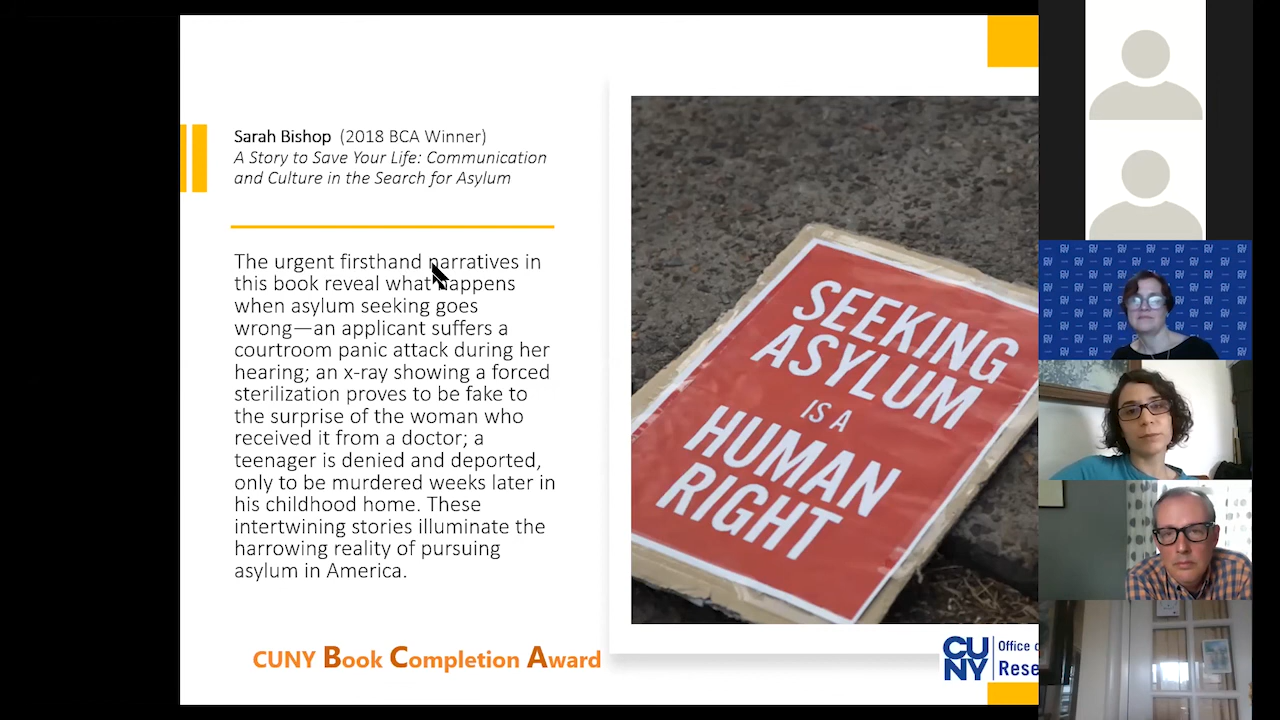 Sarah Bishop (2018 BCA Winner)
A Story to Save Your Life: Communication
and Culture in the Search for Asylum
The urgent firsthand narratives in
this book reveal what happens
when asylum seeking goes
wrong—an applicant suffers a
courtroom panic attack during her
hearing; an x-ray showing a forced
sterilization proves to be fake to
the surprise of the woman who
received it from a doctor; a
teenager is denied and deported,
only to be murdered weeks later in
his childhood home. These
intertwining stories illuminate the
harrowing reality of pursuing
asylum in America.
CUNY Book Completion Award
SEEKING
ASYLUM
IS A
HUMAN
RIGHT
CU
NY
Office o
Rese